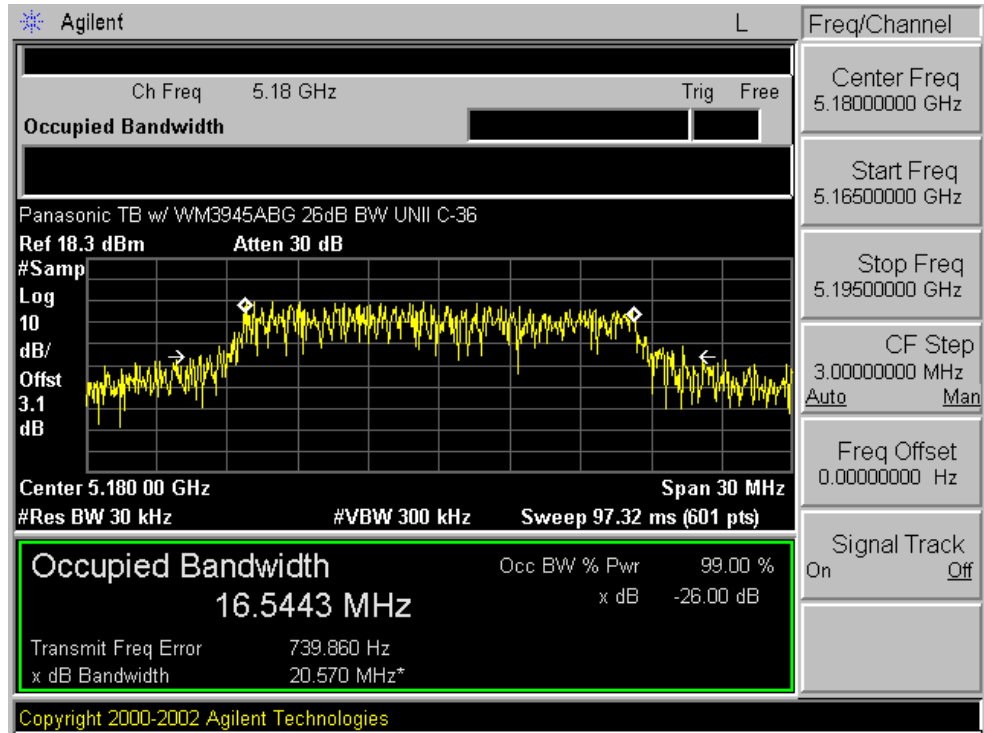 Agilent L
Freq/Channel
Ch Freq 5.18 GHz Trig Free
Occupied Bandwidth
Panasonic TB w/ WM3945ABG 26dB BW UNII C-36
Ref 18.3 dBm Atten 30 dB
#Samp
Log
10
dB/
Offst
3.1
dB
Center 5.180 00 GHz Span 30 MHz
#Res BW 30 kHz #VBW 300 kHz Sweep 97.32 ms (601 pts)
Occupied Bandwidth Occ BW % Pwr 99.00 %
16.5443 MHz x dB -26.00 dB
Transmit Freq Error 739.860 Hz
x dB Bandwidth 20.570 MHz*
Copyright 2000-2002 Agilent Technologies
Center Freq
5.18000000 GHz
Start Freq
5.16500000 GHz
Stop Freq
5.19500000 GHz
CF Step
3.00000000 MHz
Auto Man
Freq Offset
0.00000000 Hz
Signal Track
On Off